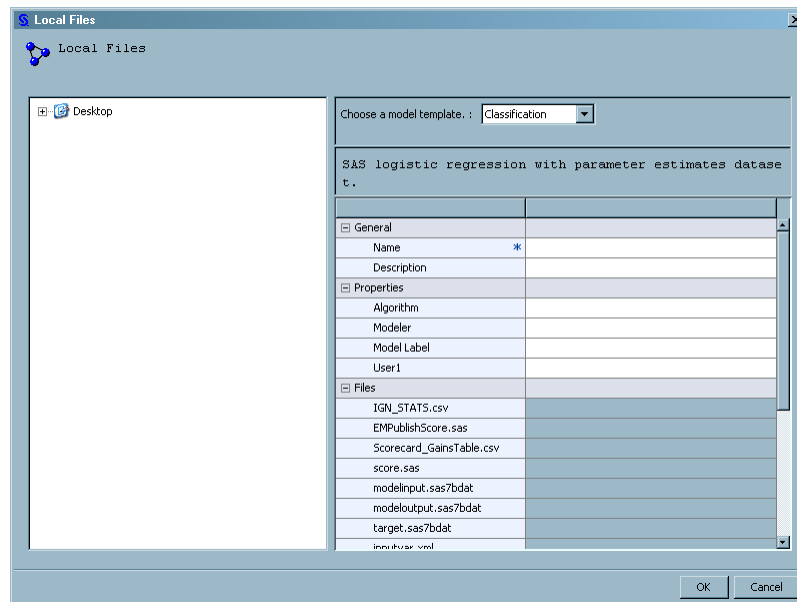 Local Files
Local Files
Desktop
Choose a model template. : Classification
SAS logistic regression with parameter estimates datase
t.
General
Name *
Description
Properties
Algorithm
Modeler
Model Label
User1
Files
IGN_STATS.csv
EMPublishScore.sas
Scorecard_GainsTable.csv
score.sas
modelinput.sas7bdat
modeloutput.sas7bdat
target.sas7bdat
inputvar.xml
OK Cancel